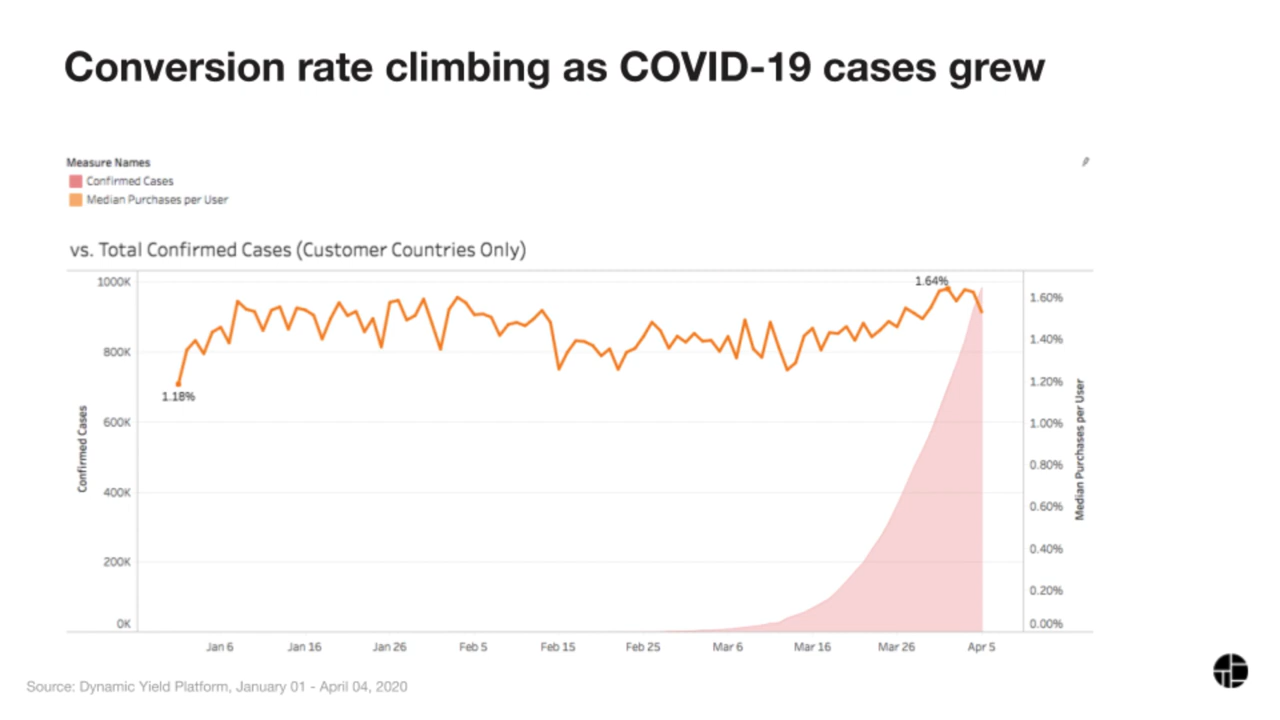 Conversion rate climbing as COVID-19 cases grew
Measure Names
Confirmed Cases
Median Purchases per User
vs. Total Confirmed Cases (Customer Countries Only)
1000K
800K
600K
400K
200K
0K
Confirmed Cases
1.18%
1.64%
1.60%
1.40%
1.20%
1.00%
0.80%
0.60%
0.40%
0.20%
0.00%
Median Purchases per User
Jan 6 Jan 16 Jan 26 Feb 5 Feb 15 Feb 25 Mar 6 Mar 16 Mar 26 Apr 5
Source: Dynamic Yield Platform, January 01 - April 04, 2020